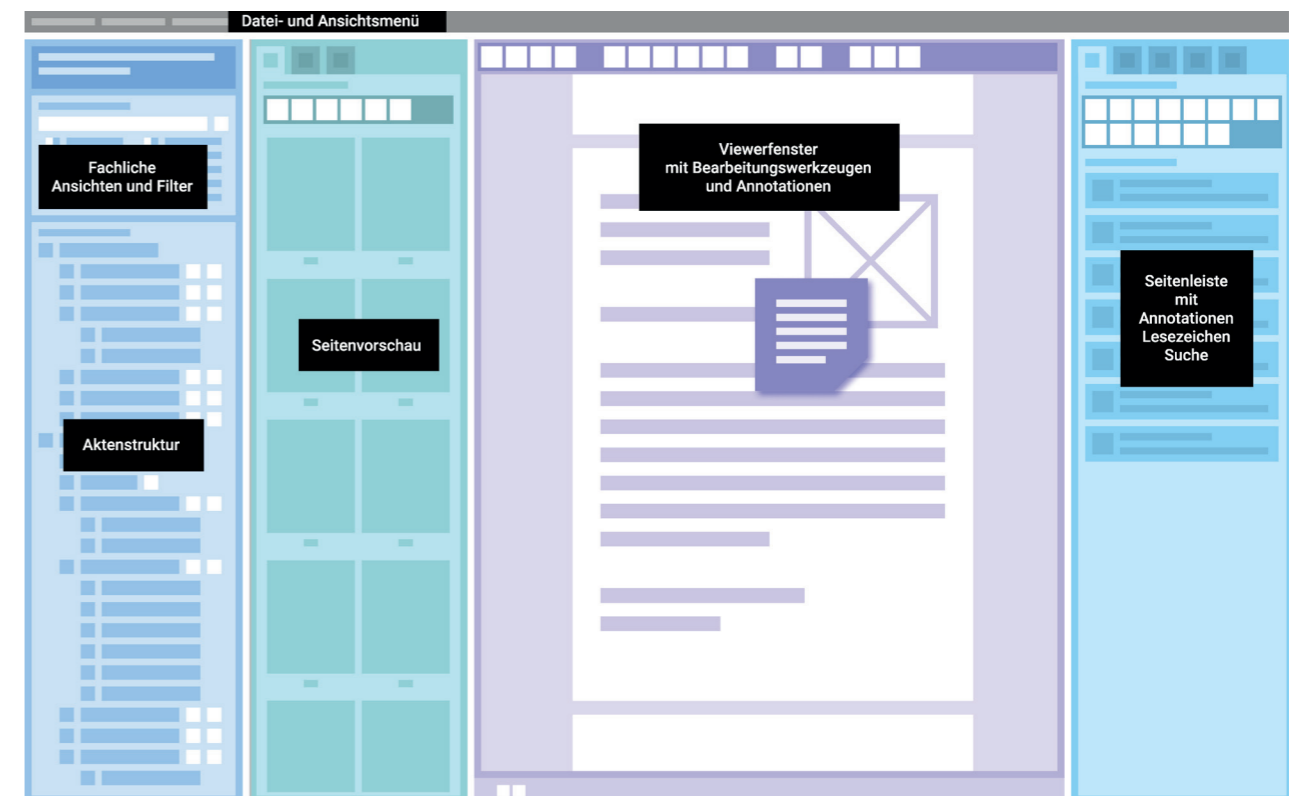 Datei- und Ansichtsmenü
Fachliche
Ansichten und Filter
Aktenstruktur
Seitenvorschau
Viewerfenster
mit Bearbeitungswerkzeugen
und Annotationen
Seitenleiste
mit
Annotationen
Lesezeichen
Suche